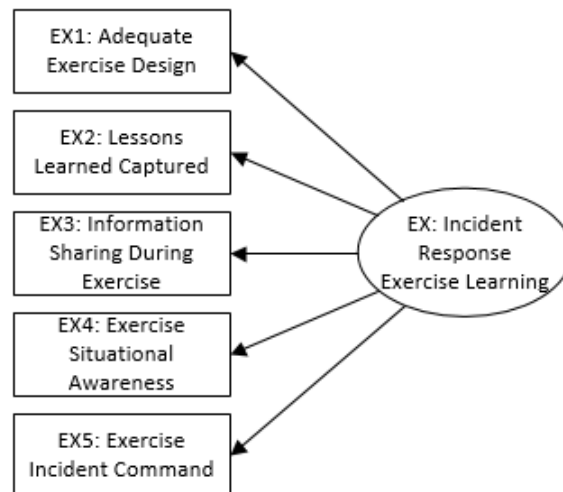 EX1: Adequate
Exercise Design
EX2: Lessons
Learned Captured
EX3: Information
Sharing During
Exercise
EX: Incident
Response
Exercise Learning
EX4: Exercise
Situational
Awareness
EX5: Exercise
Incident Command